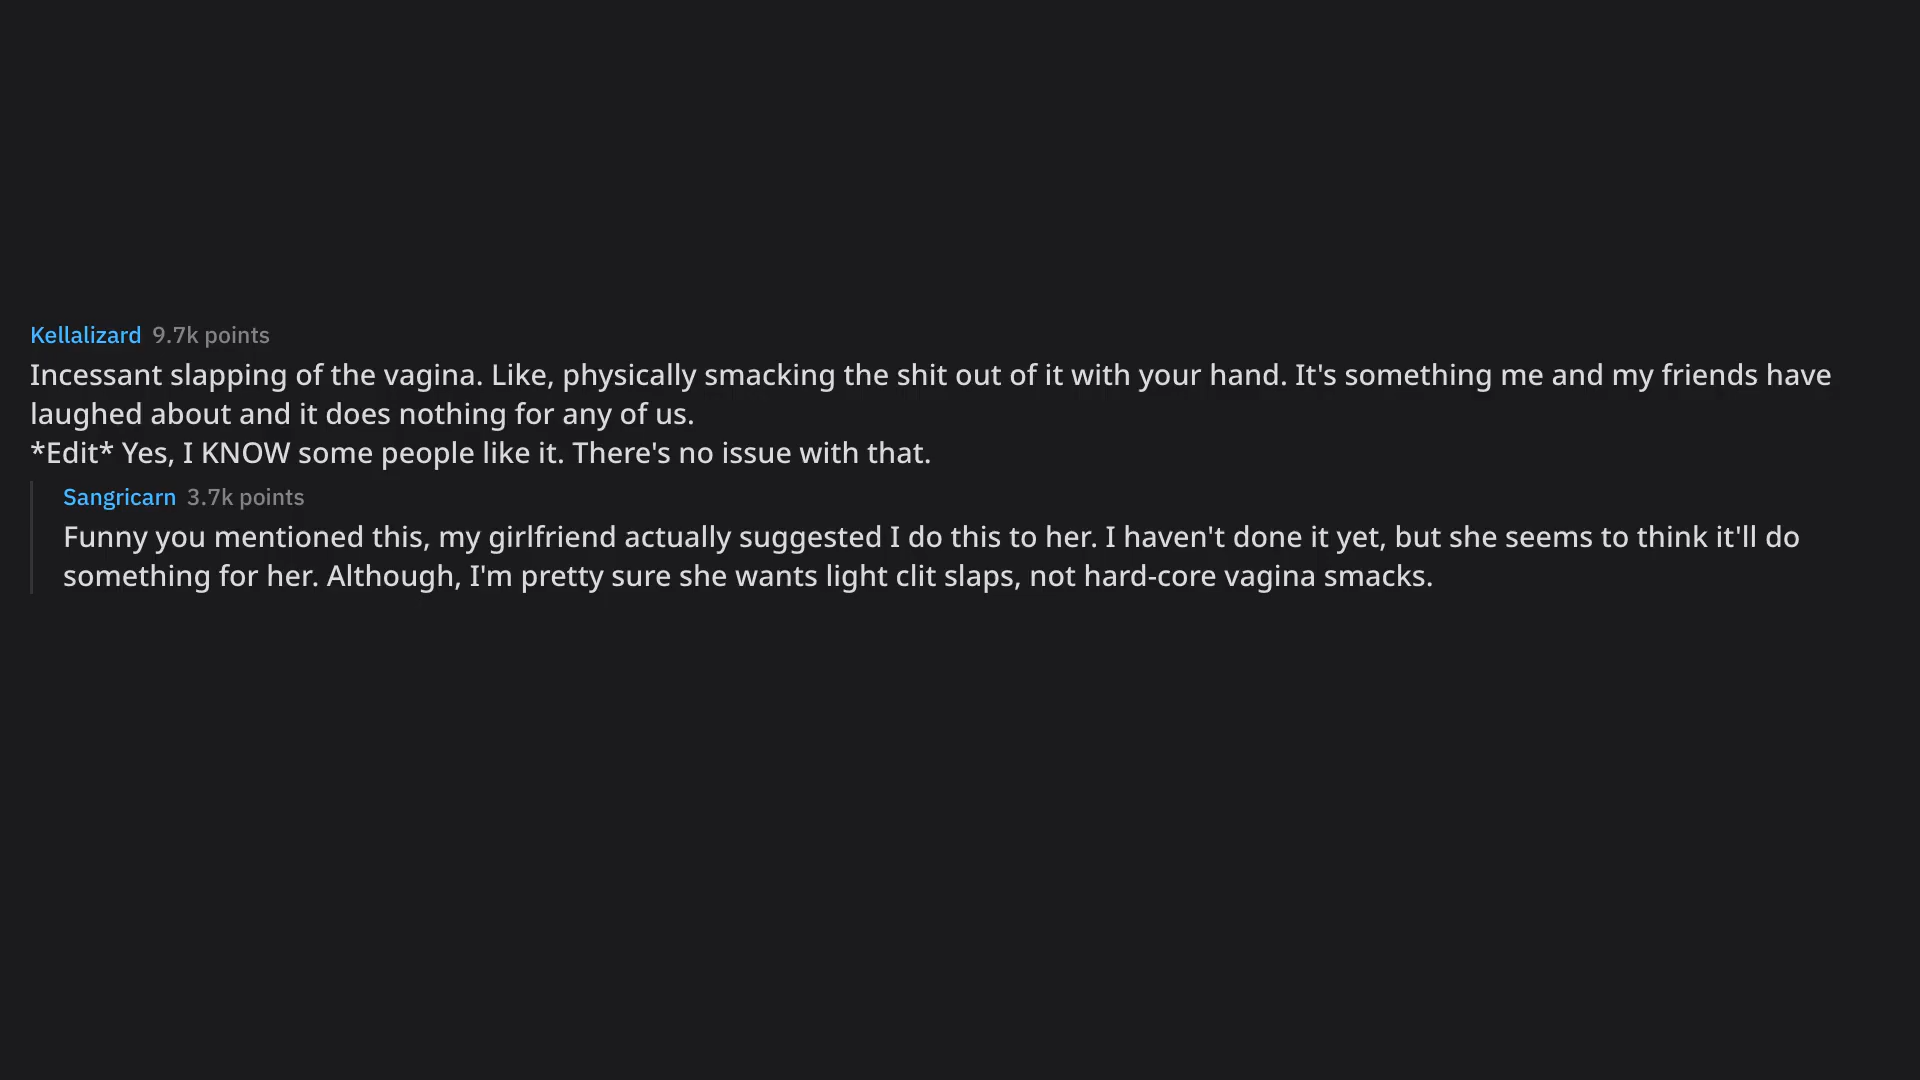 Kellalizard 9.7k points
Incessant slapping of the vagina. Like, physically smacking the shit out of it with your hand. It's something me and my friends have
laughed about and it does nothing for any of us.
*Edit* Yes, I KNOW some people like it. There's no issue with that.
Sangricarn 3.7k points
Funny you mentioned this, my girlfriend actually suggested I do this to her. I haven't done it yet, but she seems to think it'll do
something for her. Although, I'm pretty sure she wants light clit slaps, not hard-core vagina smacks.